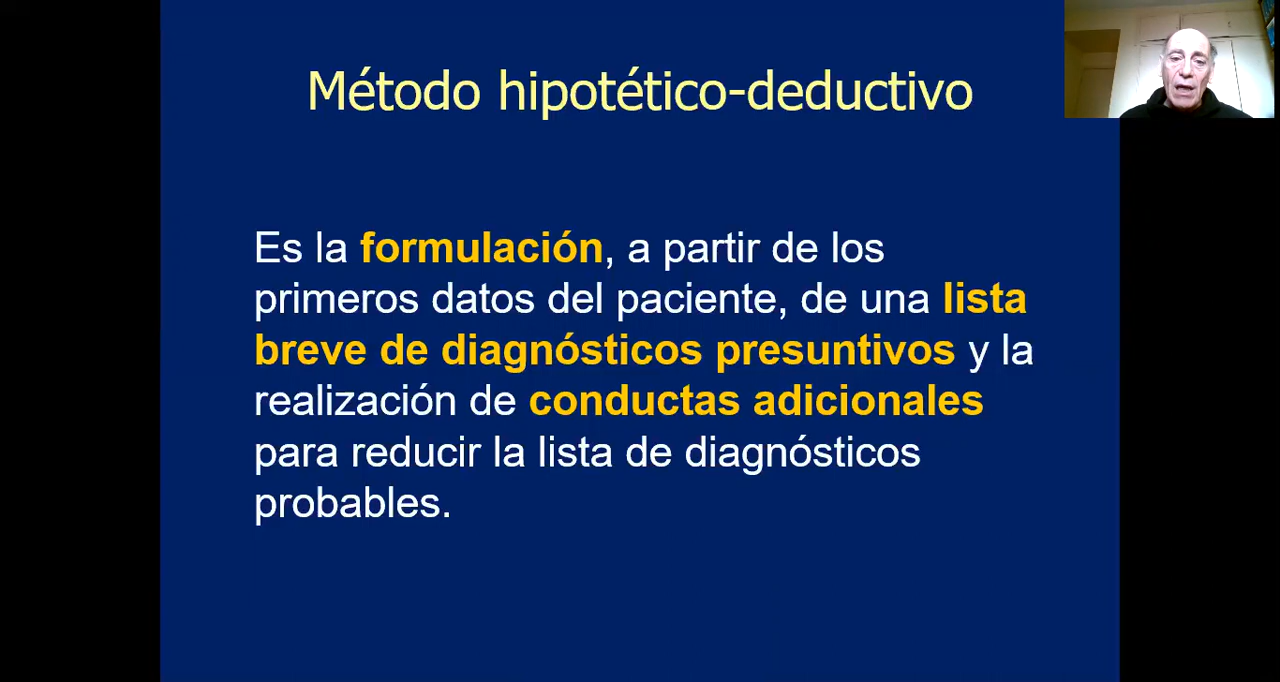 Método hipotético-deductivo
Es la formulación, a partir de los
primeros datos del paciente, de una lista
breve de diagnósticos presuntivos y la
realización de conductas adicionales
para reducir la lista de diagnósticos
probables.